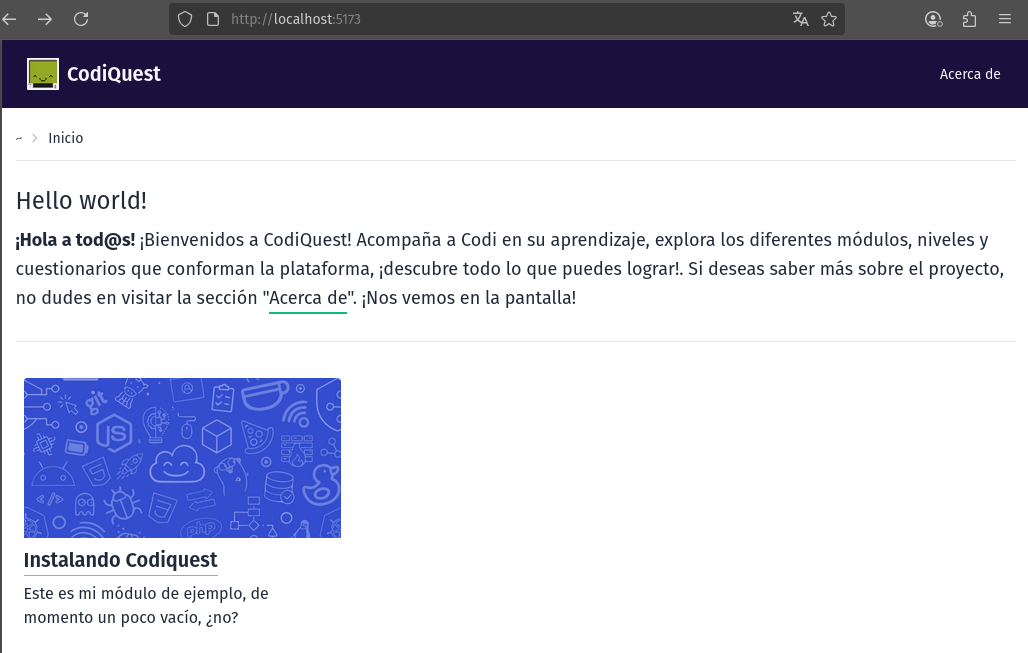 http://localhost:5173
CodiQuest
Acerca de
~ > Inicio
Hello world!
¡Hola a tod@s! ¡Bienvenidos a CodiQuest! Acompaña a Codi en su aprendizaje, explora los diferentes módulos, niveles y
cuestionarios que conforman la plataforma, ¡descubre todo lo que puedes lograr!. Si deseas saber más sobre el proyecto,
no dudes en visitar la sección "Acerca de". ¡Nos vemos en la pantalla!
git
JS
php
Instalando Codiquest
Este es mi módulo de ejemplo, de
momento un poco vacío, ¿no?